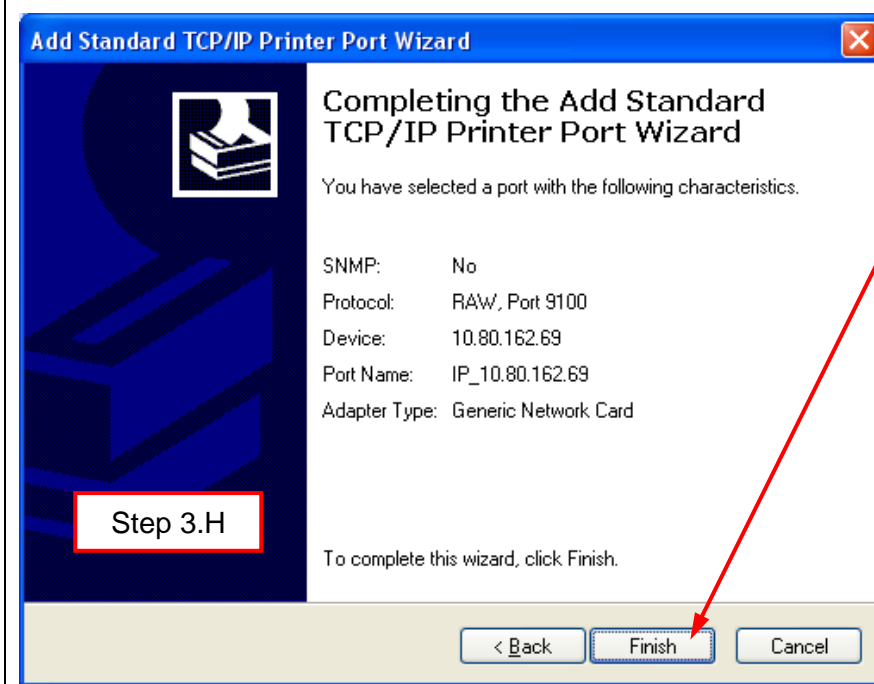 Add Standard TCP/IP Printer Port Wizard
Completing the Add Standard
TCP/IP Printer Port Wizard
You have selected a port with the following characteristics.
SNMP: No
Protocol: RAW, Port 9100
Device: 10.80.162.69
Port Name: IP_10.80.162.69
Adapter Type: Generic Network Card
Step 3.H
To complete this wizard, click Finish.
< Back Finish Cancel